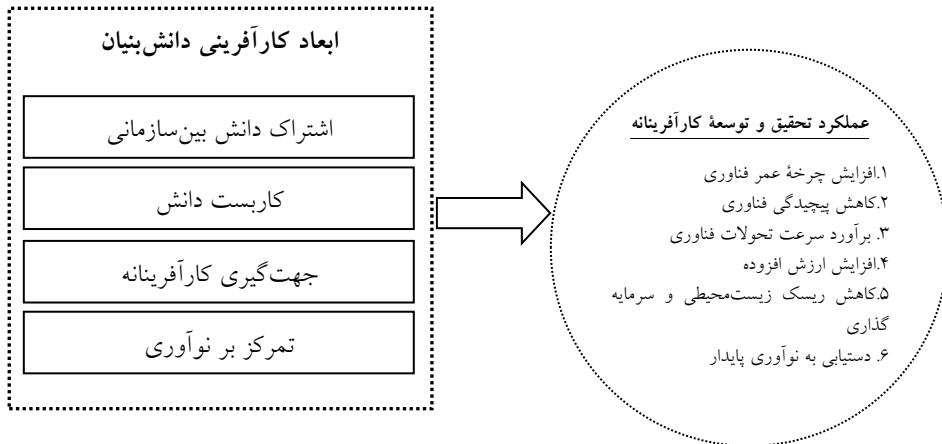 ابعاد کارآفرینی دانش‌بنیان
اشتراک دانش بین‌سازمانی
کاربست دانش
جهت‌گیری کارآفرینانه
تمرکز بر نوآوری
عملکرد تحقیق و توسعۀ کارآفرینانه
۱.افزایش چرخۀ عمر فناوری
۲.کاهش پیچیدگی فناوری
۳. برآورد سرعت تحولات فناوری
۴.افزایش ارزش افزوده
۵.کاهش ریسک زیست‌محیطی و سرمایه
گذاری
۶. دستیابی به نوآوری پایدار